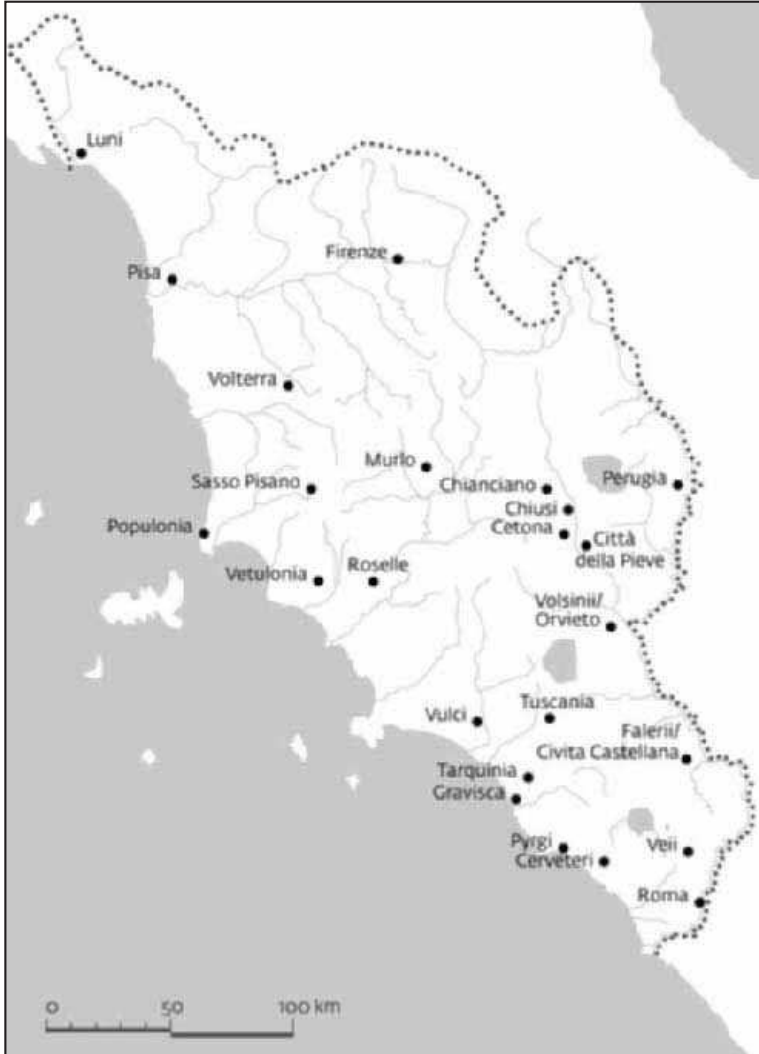 Luni
Firenze
Pisa
Volterra
Murlo
Sasso Pisano
Chianciano
Perugia
Chiusi
Populonia
Cetona
Città
della Pieve
Vetulonia
Roselle
Volsinii/
Orvieto
Vulci
Tuscania
Falerii/
Civita Castellana
Tarquinia
Gravisca
Pyrgi
Cerveteri
Veii
Roma
0 50 100 km